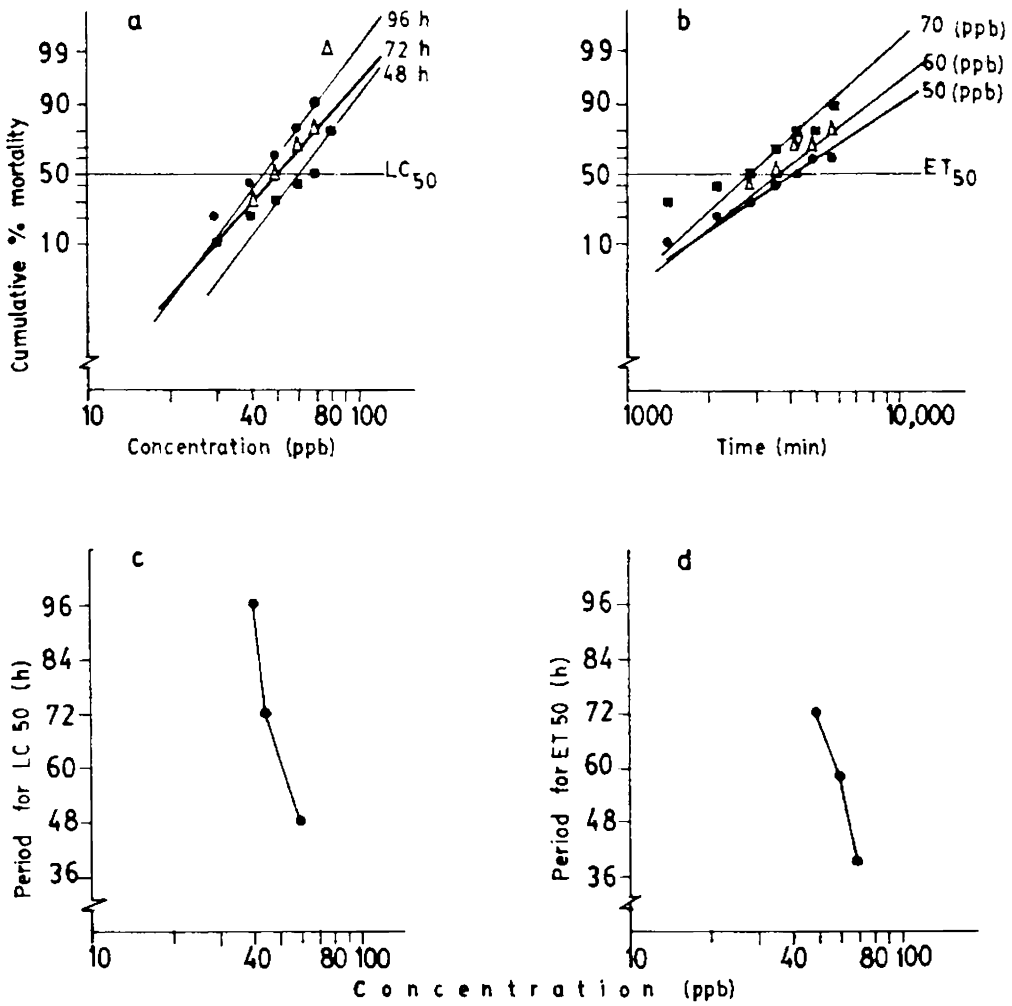 a
Cumulative % mortality
99
90
50
10
96 h
72 h
48 h
LC50
10
40
80
100
Concentration (ppb)
b
99
90
50
10
70 (ppb)
60 (ppb)
50 (ppb)
ET50
1000
10,000
Time (min)
c
Period for LC 50 (h)
96
84
72
60
48
36
10
40
80
100
d
Period for ET 50 (h)
96
84
72
60
48
36
10
40
80
100
Concentration (ppb)